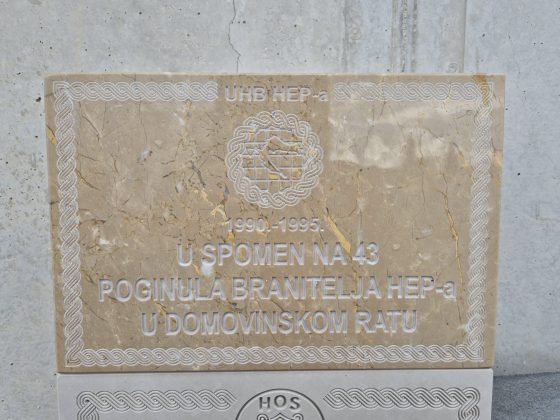 UHB HEP-a
1990.-1995.
U SPOMEN NA 43
POGINULA BRANITELJA HEP-a
U DOMOVINSKOM RATU
HOS